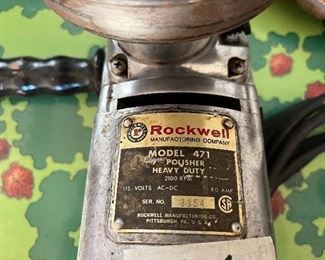 Rockwell
MANUFACTURING COMPANY
MODEL 471
POLISHER
HEAVY DUTY
2100 RPM
115 VOLTS AC-DC 8.0 AMP
SER. NO. 3354
ROCKWELL MANUFACTURING CO.
PITTSBURGH, PA. U.S.A.